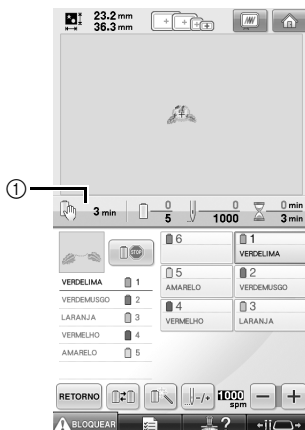 23.2 mm
36.3 mm
①
3 min
0
5
0
1000
0 min
3 min
STOP
6
1
VERDELIMA
VERDELIMA 1
5
AMARELO
2
VERDEMUSGO
VERDEMUSGO 2
LARANJA 3
4
VERMELHO
3
LARANJA
VERMELHO 4
AMARELO 5
RETORNO
-/+
1000
spm
BLOQUEAR
?